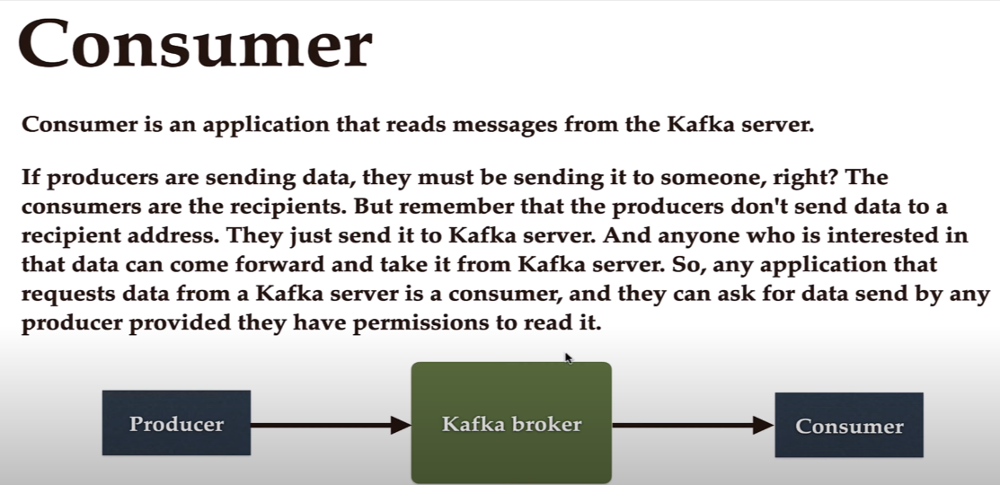 Consumer
Consumer is an application that reads messages from the Kafka server.
If producers are sending data, they must be sending it to someone, right? The
consumers are the recipients. But remember that the producers don't send data to a
recipient address. They just send it to Kafka server. And anyone who is interested in
that data can come forward and take it from Kafka server. So, any application that
requests data from a Kafka server is a consumer, and they can ask for data send by any
producer provided they have permissions to read it.
Producer
Kafka broker
Consumer